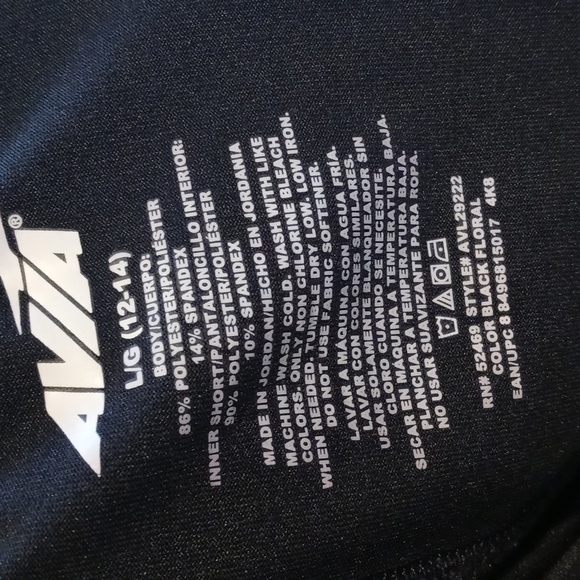 AVIA®
L/G (12-14)
BODY/CUERPO:
86% POLYESTER/POLIÉSTER
14% SPANDEX
INNER SHORT/PANTALONCILLO INTERIOR:
90% POLYESTER/POLIÉSTER
10% SPANDEX
MADE IN JORDAN/HECHO EN JORDANIA
MACHINE WASH COLD. WASH WITH LIKE
COLORS. ONLY NON CHLORINE BLEACH
WHEN NEEDED. TUMBLE DRY LOW. LOW IRON.
DO NOT USE FABRIC SOFTENER.
LAVAR A MÁQUINA CON AGUA FRÍA.
LAVAR CON COLORES SIMILARES.
USAR SOLAMENTE BLANQUEADOR SIN
CLORO CUANDO SE NECESITE.
SECAR EN MÁQUINA A TEMPERATURA BAJA.
PLANCHAR A TEMPERATURA BAJA.
NO USAR SUAVIZANTE PARA ROPA.
RN# 52469 STYLE# AVL29222
COLOR BLACK FLORAL
EAN/UPC 8 8496815017 4K8